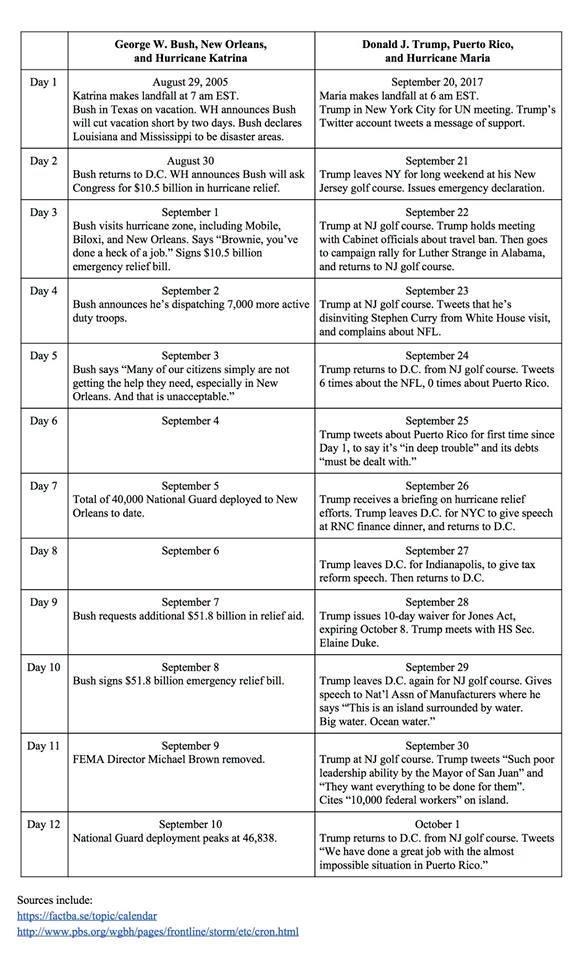 George W. Bush, New Orleans,
and Hurricane Katrina
Donald J. Trump, Puerto Rico,
and Hurricane Maria
Day 1
August 29, 2005
Katrina makes landfall at 7 am EST.
Bush in Texas on vacation. WH announces Bush
will cut vacation short by two days. Bush declares
Louisiana and Mississippi to be disaster areas.
September 20, 2017
Maria makes landfall at 6 am EST.
Trump in New York City for UN meeting. Trump's
Twitter account tweets a message of support.
Day 2
August 30
Bush returns to D.C. WH announces Bush will ask
Congress for $10.5 billion in hurricane relief.
September 21
Trump leaves NY for long weekend at his New
Jersey golf course. Issues emergency declaration.
Day 3
September 1
Bush visits hurricane zone, including Mobile,
Biloxi, and New Orleans. Says “Brownie, you’ve
done a heck of a job.” Signs $10.5 billion
emergency relief bill.
September 22
Trump at NJ golf course. Trump holds meeting
with Cabinet officials about travel ban. Then goes
to campaign rally for Luther Strange in Alabama,
and returns to NJ golf course.
Day 4
September 2
Bush announces he’s dispatching 7,000 more active
duty troops.
September 23
Trump at NJ golf course. Tweets that he’s
disinviting Stephen Curry from White House visit,
and complains about NFL.
Day 5
September 3
Bush says “Many of our citizens simply are not
getting the help they need, especially in New
Orleans. And that is unacceptable.”
September 24
Trump returns to D.C. from NJ golf course. Tweets
6 times about the NFL, 0 times about Puerto Rico.
Day 6
September 4
September 25
Trump tweets about Puerto Rico for first time since
Day 1, to say it’s “in deep trouble” and its debts
“must be dealt with.”
Day 7
September 5
Total of 40,000 National Guard deployed to New
Orleans to date.
September 26
Trump receives a briefing on hurricane relief
efforts. Trump leaves D.C. for NYC to give speech
at RNC finance dinner, and returns to D.C.
Day 8
September 6
September 27
Trump leaves D.C. for Indianapolis, to give tax
reform speech. Then returns to D.C.
Day 9
September 7
Bush requests additional $51.8 billion in relief aid.
September 28
Trump issues 10-day waiver for Jones Act,
expiring October 8. Trump meets with HS Sec.
Elaine Duke.
Day 10
September 8
Bush signs $51.8 billion emergency relief bill.
September 29
Trump leaves D.C. again for NJ golf course. Gives
speech to Nat’l Assn of Manufacturers where he
says “"This is an island surrounded by water.
Big water. Ocean water.”
Day 11
September 9
FEMA Director Michael Brown removed.
September 30
Trump at NJ golf course. Trump tweets “Such poor
leadership ability by the Mayor of San Juan” and
“They want everything to be done for them”.
Cites “10,000 federal workers” on island.
Day 12
September 10
National Guard deployment peaks at 46,838.
October 1
Trump returns to D.C. from NJ golf course. Tweets
“We have done a great job with the almost
impossible situation in Puerto Rico.”
Sources include:
https://factba.se/topic/calendar
http://www.pbs.org/wgbh/pages/frontline/storm/etc/cron.html